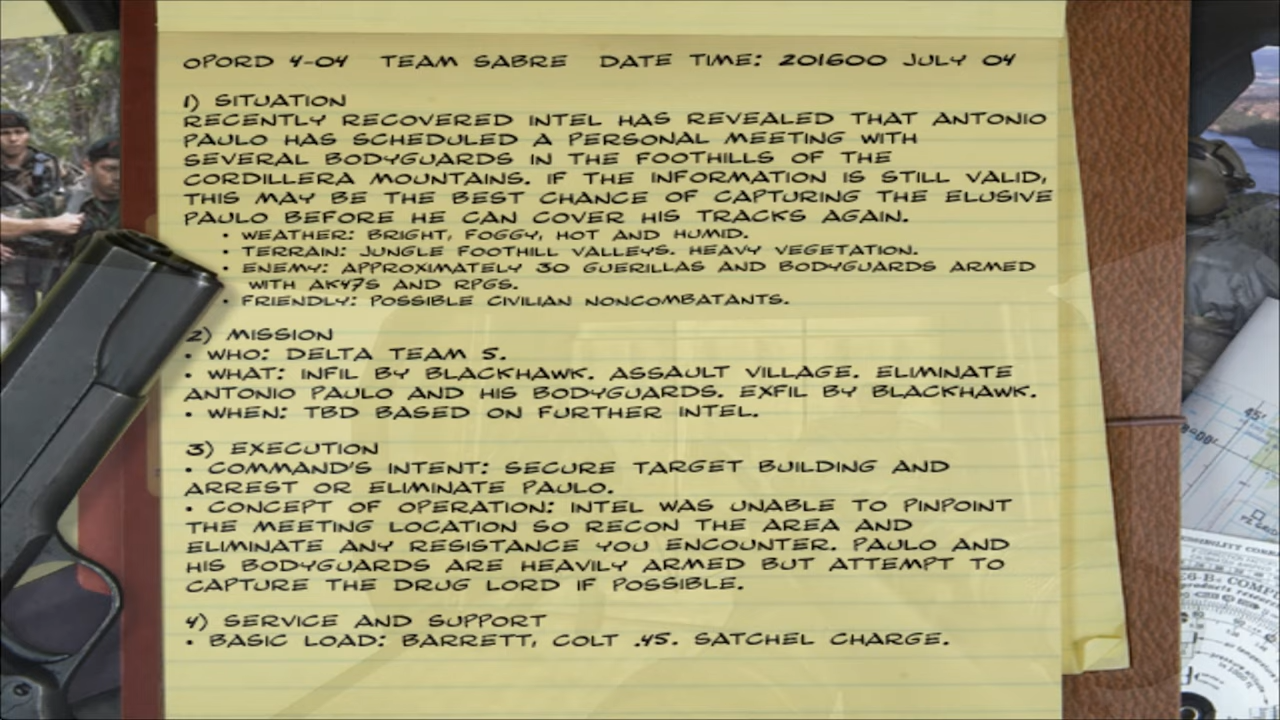 OPORD 4-04 TEAM SABRE DATE TIME: 201600 JULY 04
1) SITUATION
RECENTLY RECOVERED INTEL HAS REVEALED THAT ANTONIO
PAULO HAS SCHEDULED A PERSONAL MEETING WITH
SEVERAL BODYGUARDS IN THE FOOTHILLS OF THE
CORDILLERA MOUNTAINS. IF THE INFORMATION IS STILL VALID,
THIS MAY BE THE BEST CHANCE OF CAPTURING THE ELUSIVE
PAULO BEFORE HE CAN COVER HIS TRACKS AGAIN.
• WEATHER: BRIGHT, FOGGY, HOT AND HUMID.
• TERRAIN: JUNGLE FOOTHILL VALLEYS. HEAVY VEGETATION.
• ENEMY: APPROXIMATELY 30 GUERILLAS AND BODYGUARDS ARMED
WITH AK47S AND RPGS.
• FRIENDLY: POSSIBLE CIVILIAN NONCOMBATANTS.
2) MISSION
• WHO: DELTA TEAM 5.
• WHAT: INFIL BY BLACKHAWK. ASSAULT VILLAGE. ELIMINATE
ANTONIO PAULO AND HIS BODYGUARDS. EXFIL BY BLACKHAWK.
• WHEN: TBD BASED ON FURTHER INTEL.
3) EXECUTION
• COMMAND'S INTENT: SECURE TARGET BUILDING AND
ARREST OR ELIMINATE PAULO.
• CONCEPT OF OPERATION: INTEL WAS UNABLE TO PINPOINT
THE MEETING LOCATION SO RECON THE AREA AND
ELIMINATE ANY RESISTANCE YOU ENCOUNTER. PAULO AND
HIS BODYGUARDS ARE HEAVILY ARMED BUT ATTEMPT TO
CAPTURE THE DRUG LORD IF POSSIBLE.
4) SERVICE AND SUPPORT
• BASIC LOAD: BARRETT, COLT .45. SATCHEL CHARGE.
45'